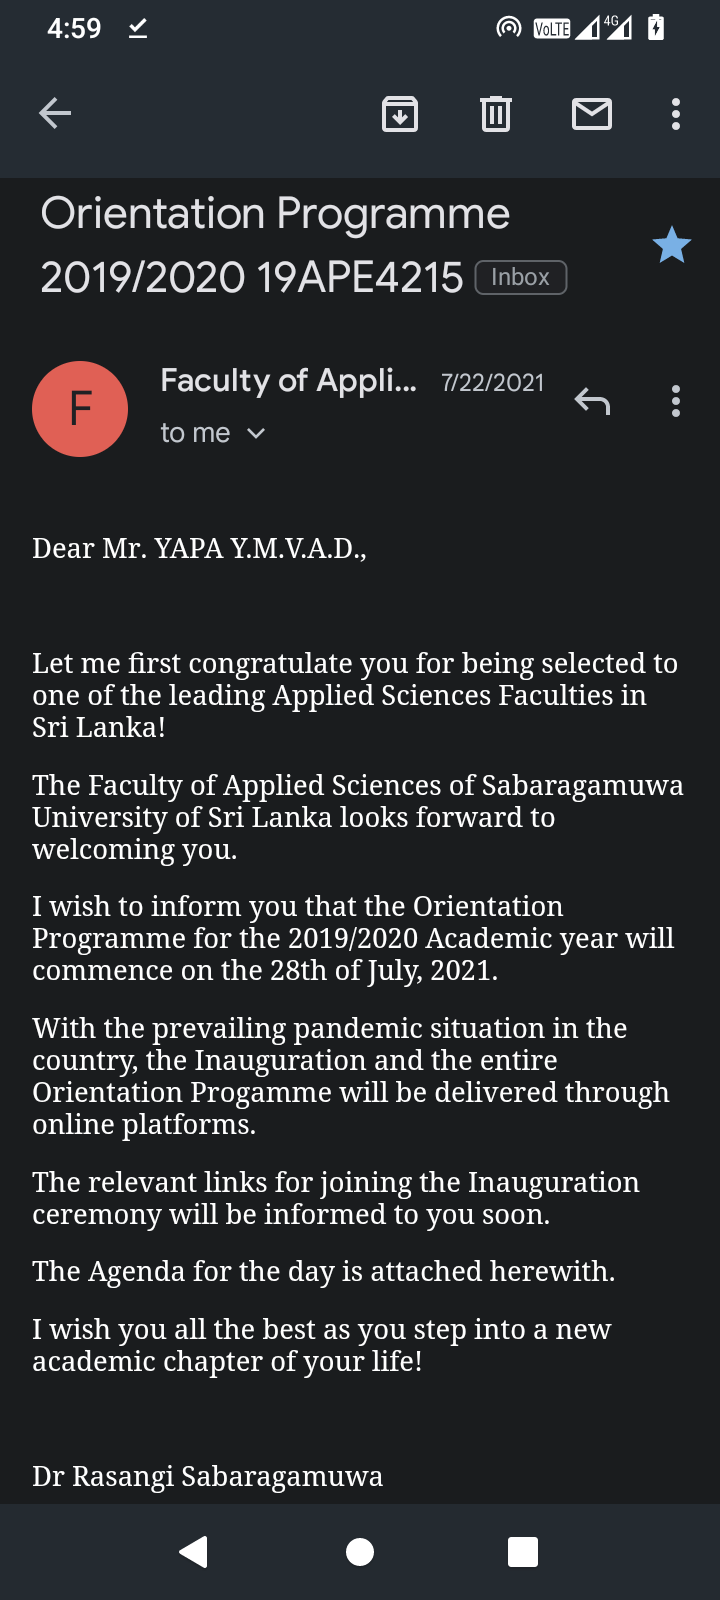 4:59
VoLTE 4G
Orientation Programme
2019/2020 19APE4215 Inbox
F
Faculty of Appli... 7/22/2021
to me
Dear Mr. YAPA Y.M.V.A.D.,
Let me first congratulate you for being selected to
one of the leading Applied Sciences Faculties in
Sri Lanka!
The Faculty of Applied Sciences of Sabaragamuwa
University of Sri Lanka looks forward to
welcoming you.
I wish to inform you that the Orientation
Programme for the 2019/2020 Academic year will
commence on the 28th of July, 2021.
With the prevailing pandemic situation in the
country, the Inauguration and the entire
Orientation Progamme will be delivered through
online platforms.
The relevant links for joining the Inauguration
ceremony will be informed to you soon.
The Agenda for the day is attached herewith.
I wish you all the best as you step into a new
academic chapter of your life!
Dr Rasangi Sabaragamuwa